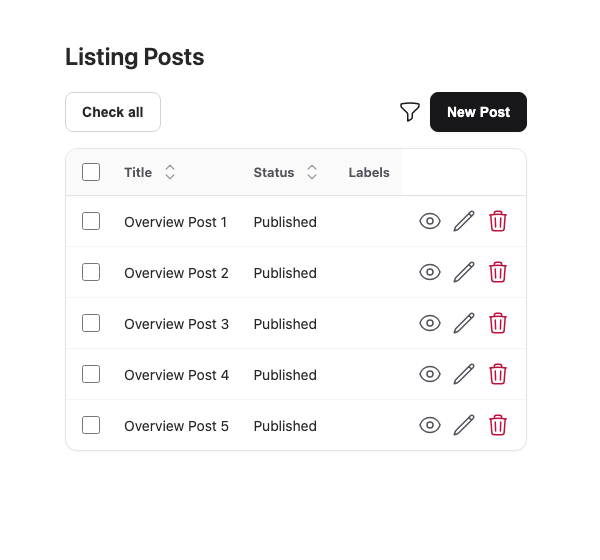 Listing Posts
Check all
New Post
Title Status Labels
Overview Post 1 Published
Overview Post 2 Published
Overview Post 3 Published
Overview Post 4 Published
Overview Post 5 Published